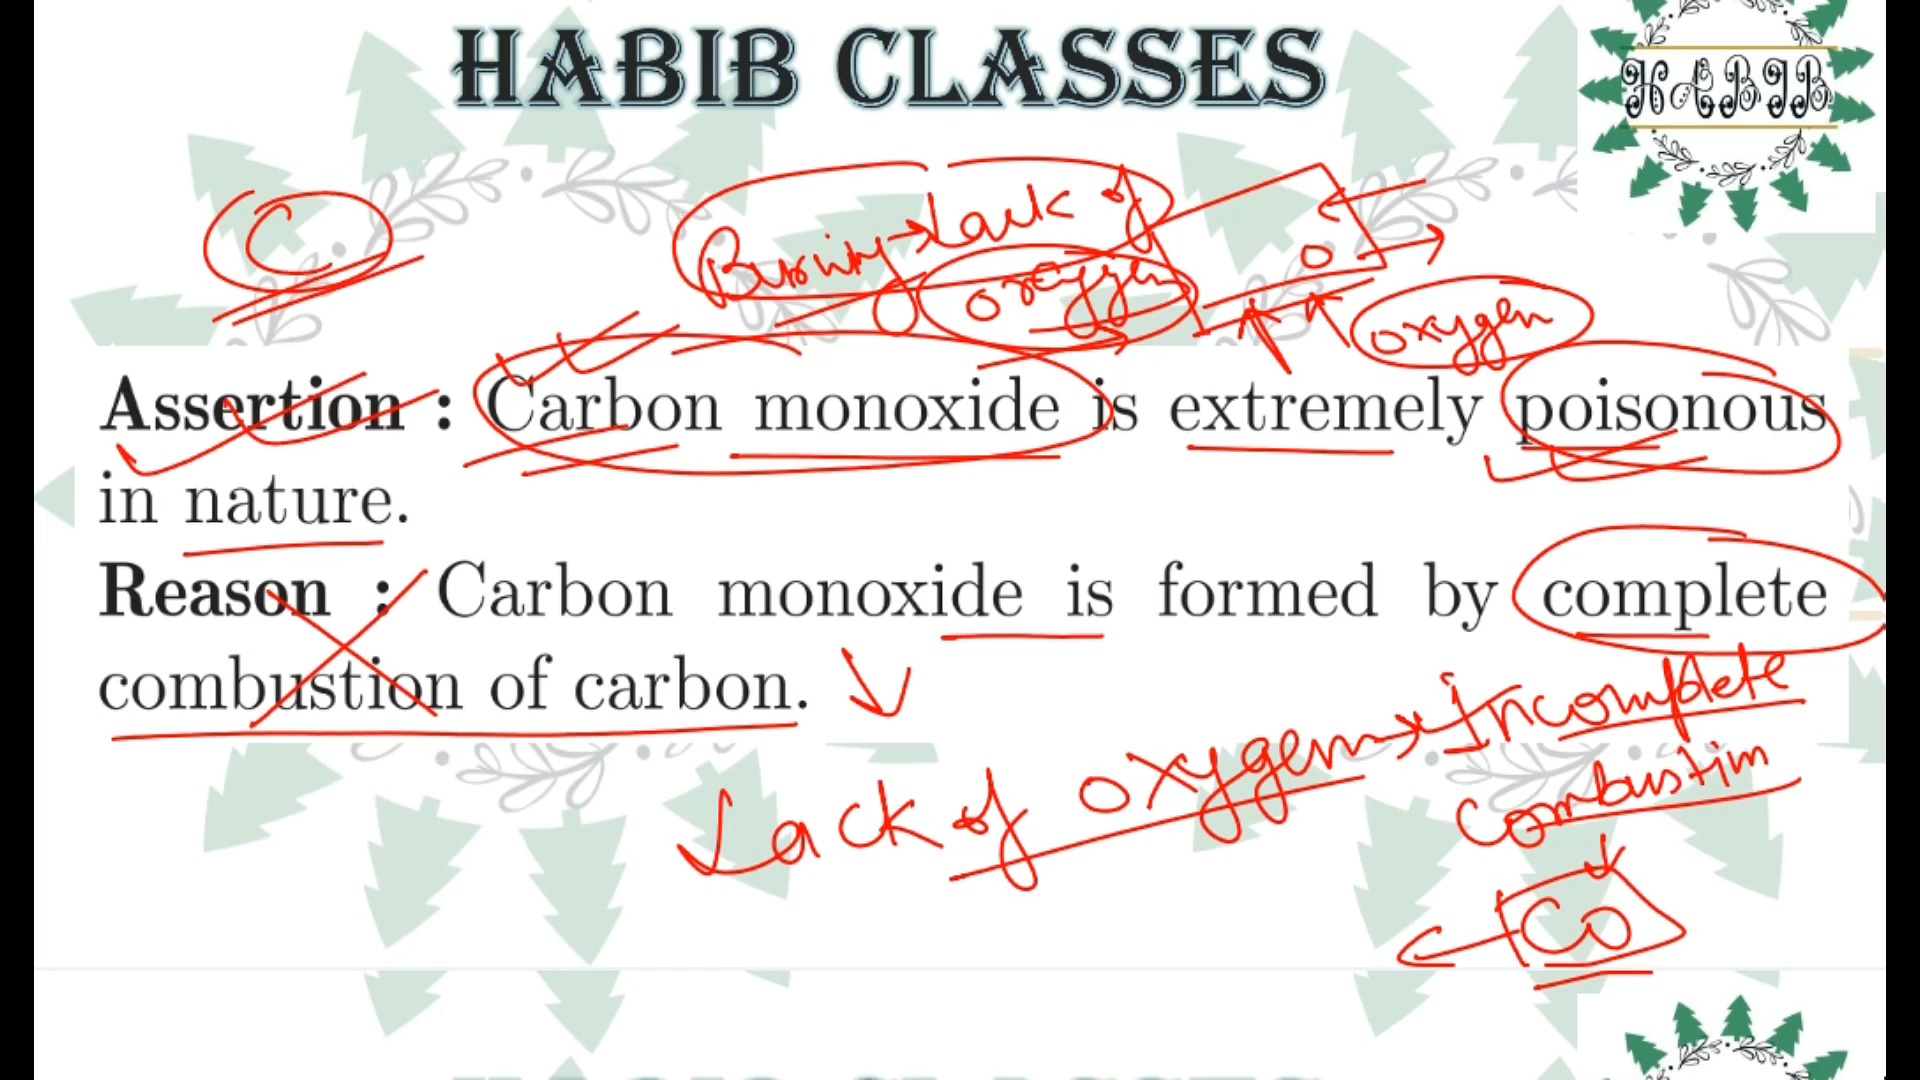 HABIB CLASSES
HABIB
C
Burning → Lack of
oxygen
O
oxygen
Assertion : Carbon monoxide is extremely poisonous
in nature.
Reason : Carbon monoxide is formed by complete
combustion of carbon.
Lack of oxygen → Incomplete
Combustion
CO